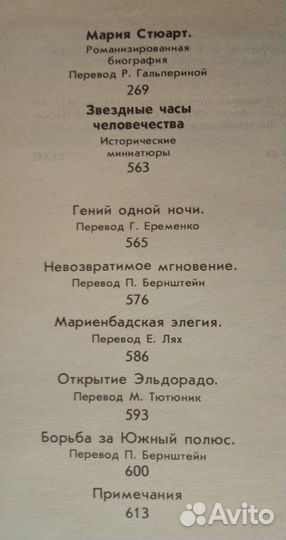 Мария Стюарт.
Романизированная
биография
Перевод Р. Гальпериной
269
Звездные часы
человечества
Исторические
миниатюры
563
Гений одной ночи.
Перевод Г. Еременко
565
Невозвратимое мгновение.
Перевод П. Бернштейн
576
Мариенбадская элегия.
Перевод Е. Лях
586
Открытие Эльдорадо.
Перевод М. Тютюник
593
Борьба за Южный полюс.
Перевод П. Бернштейн
600
Примечания
613
Avito